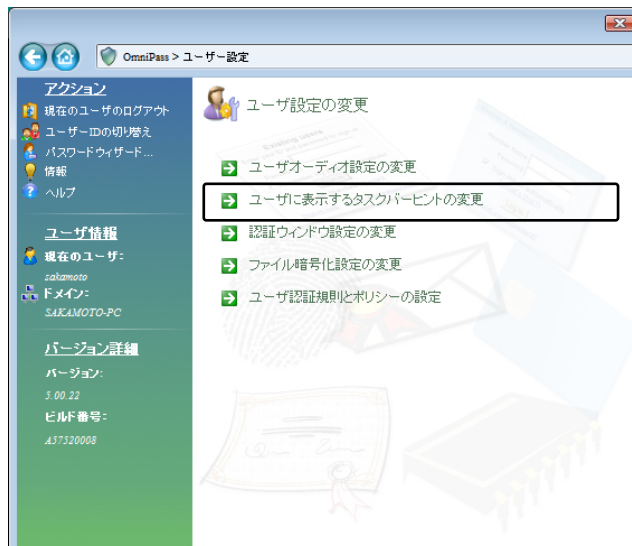 OmniPass > ユーザー設定
アクション
現在のユーザのログアウト
ユーザーIDの切り替え
パスワードウィザード...
情報
ヘルプ
ユーザ情報
現在のユーザ:
sakamoto
ドメイン:
SAKAMOTO-PC
バージョン詳細
バージョン:
5.00.22
ビルド番号:
A57520008
ユーザ設定の変更
ユーザオーディオ設定の変更
ユーザに表示するタスクバーヒントの変更
認証ウィンドウ設定の変更
ファイル暗号化設定の変更
ユーザ認証規則とポリシーの設定